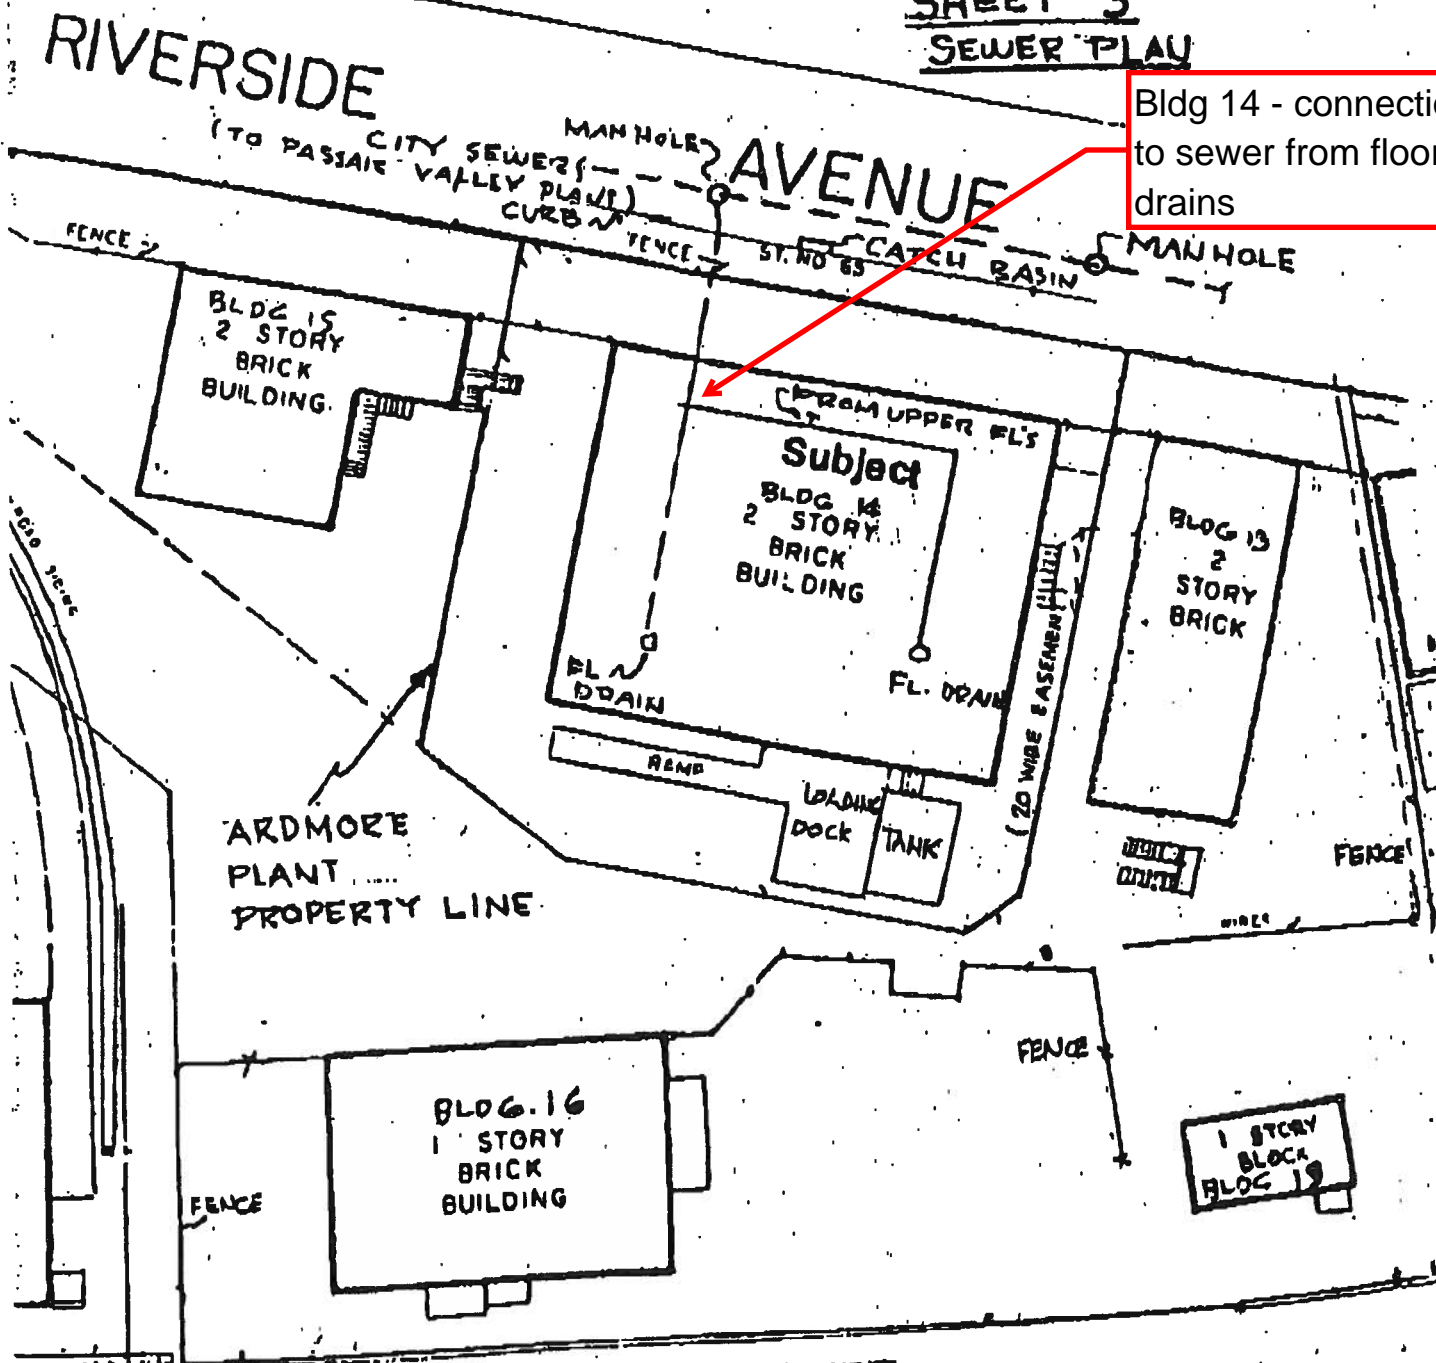 SHEET 3
SEWER PLAN
RIVERSIDE
AVENUE
Bldg 14 - connectio
to sewer from floor
drains
MANHOLE
CITY SEWERS
(TO PASSAIC VALLEY PLANT)
CURB
FENCE
FENCE
ST. NO 65
CATCH BASIN
MANHOLE
BLDG 15
2 STORY
BRICK
BUILDING
FROM UPPER FL'S
Subject
BLDG 14
2 STORY
BRICK
BUILDING
BLDG 13
2
STORY
BRICK
FL
DRAIN
FL. DRAIN
(20 WIDE EASEMENT
RAMP
LOADING
DOCK
TANK
ARDMORE
PLANT
PROPERTY LINE
FENCE
FENCE
BLDG. 16
1 STORY
BRICK
BUILDING
FENCE
1 STORY
BLOCK
BLDG 19